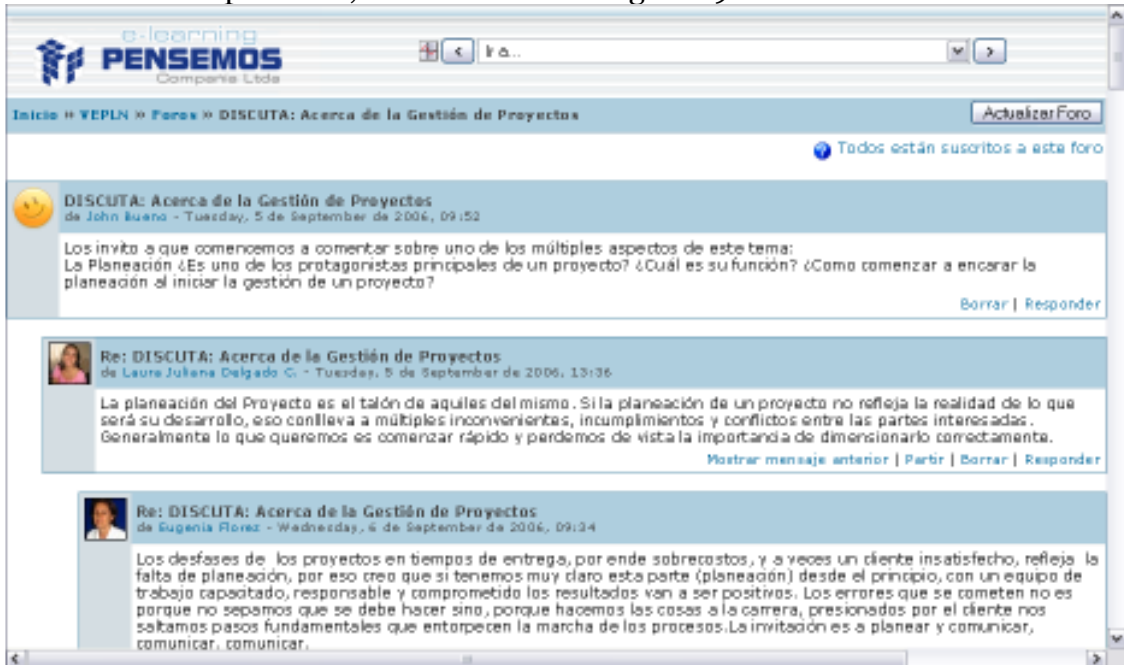 e-learning
PENSEMOS
Compañia Ltda
Ir a...
Inicio » VEPLN » Foros » DISCUTA: Acerca de la Gestión de Proyectos
Actualizar Foro
Todos están suscritos a este foro
DISCUTA: Acerca de la Gestión de Proyectos
de John Bueno - Tuesday, 5 de September de 2006, 09:52
Los invito a que comencemos a comentar sobre uno de los múltiples aspectos de este tema:
La Planeación ¿Es uno de los protagonistas principales de un proyecto? ¿Cuál es su función? ¿Como comenzar a encarar la
planeación al iniciar la gestión de un proyecto?
Borrar | Responder
Re: DISCUTA: Acerca de la Gestión de Proyectos
de Laura Juliana Delgado C. - Tuesday, 5 de September de 2006, 13:36
La planeación del Proyecto es el talón de aquiles del mismo. Si la planeación de un proyecto no refleja la realidad de lo que
será su desarrollo, eso conlleva a múltiples inconvenientes, incumplimientos y conflictos entre las partes interesadas.
Generalmente lo que queremos es comenzar rápido y perdemos de vista la importancia de dimensionarlo correctamente.
Mostrar mensaje anterior | Partir | Borrar | Responder
Re: DISCUTA: Acerca de la Gestión de Proyectos
de Eugenia Florez - Wednesday, 6 de September de 2006, 09:34
Los desfases de los proyectos en tiempos de entrega, por ende sobrecostos, y a veces un cliente insatisfecho, refleja la
falta de planeación, por eso creo que si tenemos muy claro esta parte (planeación) desde el principio, con un equipo de
trabajo capacitado, responsable y comprometido los resultados van a ser positivos. Los errores que se cometen no es
porque no sepamos que se debe hacer sino, porque hacemos las cosas a la carrera, presionados por el cliente nos
saltamos pasos fundamentales que entorpecen la marcha de los procesos.La invitación es a planear y comunicar,
comunicar, comunicar.